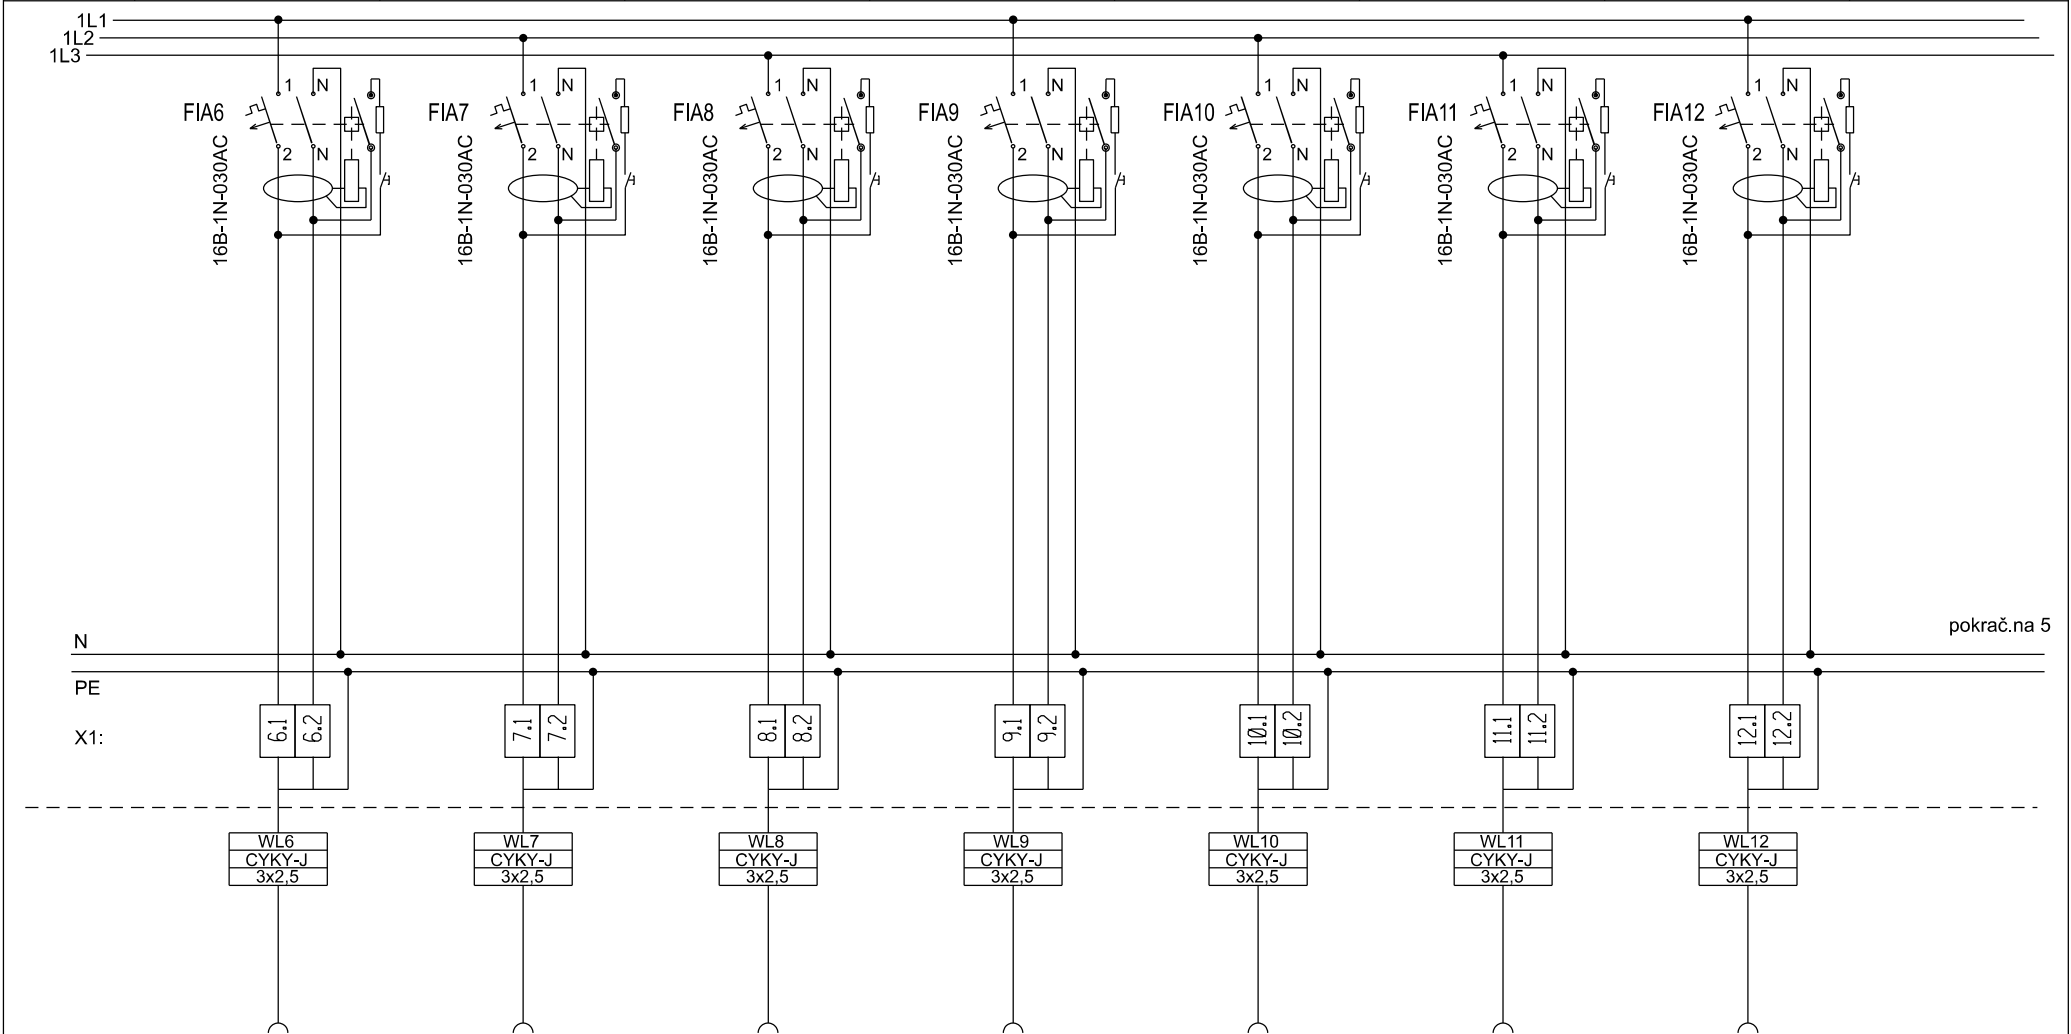 1L1
1L2
1L3
FIA6
16B-1N-030AC
1
N
2
N
FIA7
16B-1N-030AC
1
N
2
N
FIA8
16B-1N-030AC
1
N
2
N
FIA9
16B-1N-030AC
1
N
2
N
FIA10
16B-1N-030AC
1
N
2
N
FIA11
16B-1N-030AC
1
N
2
N
FIA12
16B-1N-030AC
1
N
2
N
pokrač.na 5
N
PE
X1:
6.1
6.2
7.1
7.2
8.1
8.2
9.1
9.2
10.1
10.2
11.1
11.2
12.1
12.2
WL6
CYKY-J
3x2,5
WL7
CYKY-J
3x2,5
WL8
CYKY-J
3x2,5
WL9
CYKY-J
3x2,5
WL10
CYKY-J
3x2,5
WL11
CYKY-J
3x2,5
WL12
CYKY-J
3x2,5